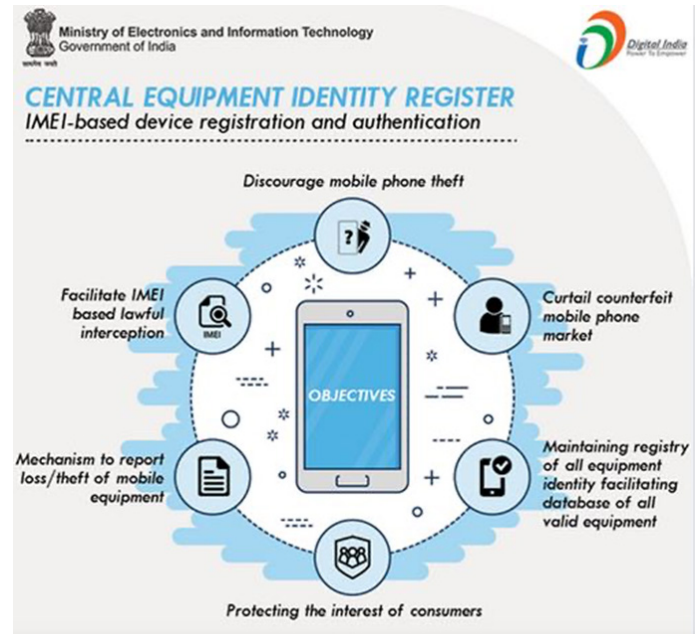 Ministry of Electronics and Information Technology
Government of India
सत्यमेव जयते
Digital India
Power To Empower
CENTRAL EQUIPMENT IDENTITY REGISTER
IMEI-based device registration and authentication
Discourage mobile phone theft
?
Facilitate IMEI
based lawful
interception
IMEI
Curtail counterfeit
mobile phone
market
OBJECTIVES
Mechanism to report
loss/theft of mobile
equipment
Maintaining registry
of all equipment
identity facilitating
database of all
valid equipment
Protecting the interest of consumers